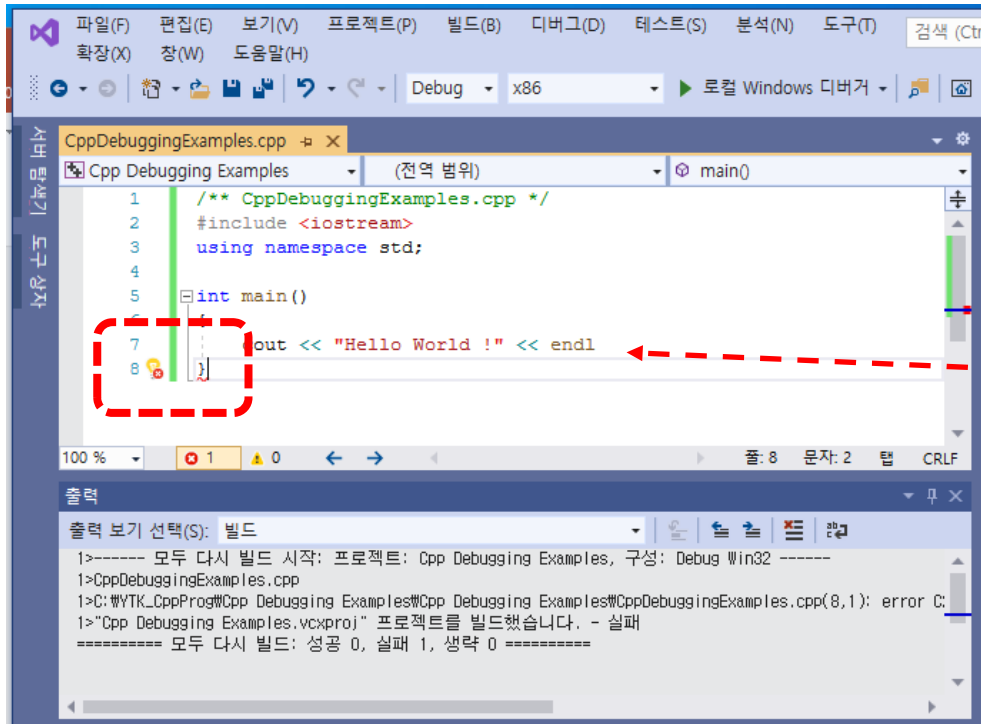 파일(F) 편집(E) 보기(V) 프로젝트(P) 빌드(B) 디버그(D) 테스트(S) 분석(N) 도구(T) 검색 (Ctr
확장(X) 창(W) 도움말(H)
Debug x86 로컬 Windows 디버거
서버 탐색기
도구 상자
CppDebuggingExamples.cpp
Cpp Debugging Examples (전역 범위) main()
1 /** CppDebuggingExamples.cpp */
2 #include <iostream>
3 using namespace std;
4
5 int main()
6 {
7 cout << "Hello World !" << endl
8 }
100 % 1 0 줄: 8 문자: 2 탭 CRLF
출력
출력 보기 선택(S): 빌드
1>------ 모두 다시 빌드 시작: 프로젝트: Cpp Debugging Examples, 구성: Debug Win32 ------
1>CppDebuggingExamples.cpp
1>C:₩YTK_CppProg₩Cpp Debugging Examples₩Cpp Debugging Examples₩CppDebuggingExamples.cpp(8,1): error C
1>"Cpp Debugging Examples.vcxproj" 프로젝트를 빌드했습니다. - 실패
========== 모두 다시 빌드: 성공 0, 실패 1, 생략 0 ==========